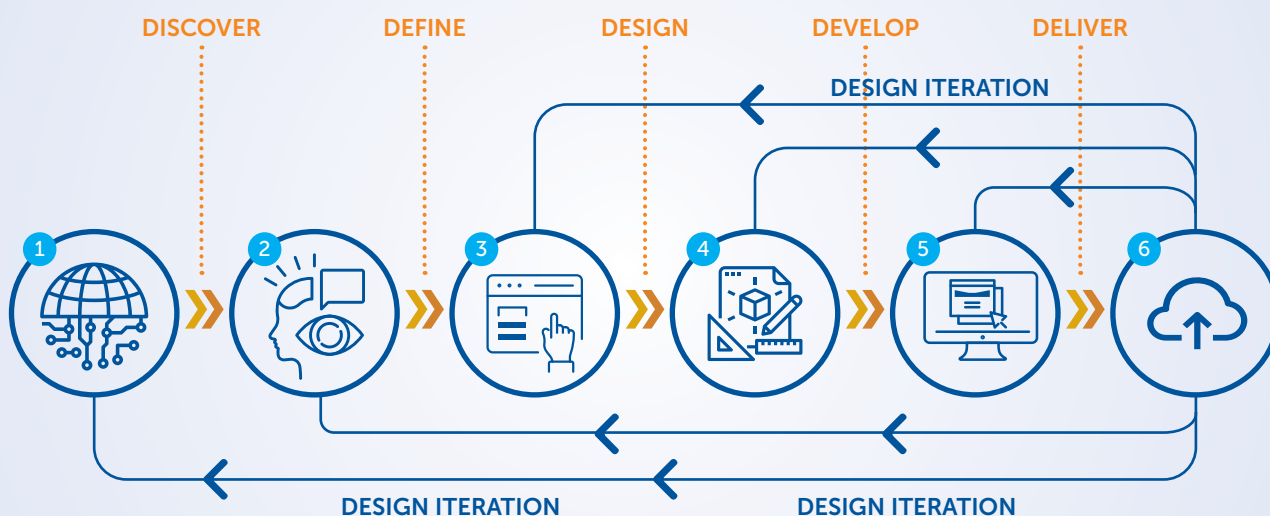 DISCOVER
DEFINE
DESIGN
DEVELOP
DELIVER
DESIGN ITERATION
1
2
3
4
5
6
DESIGN ITERATION
DESIGN ITERATION